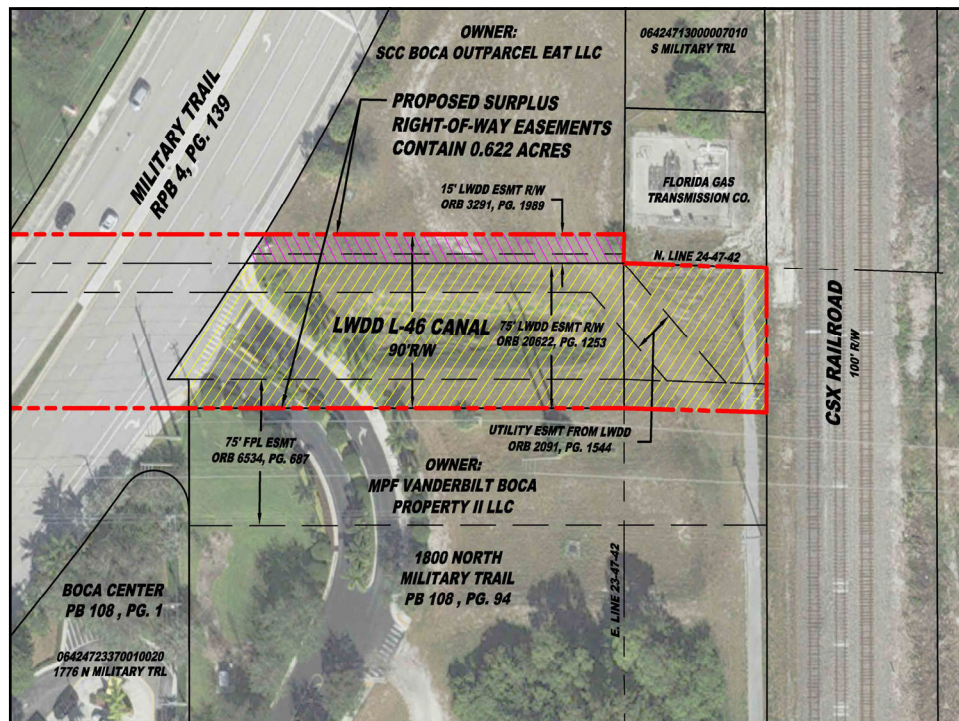 OWNER:
SCC BOCA OUTPARCEL EAT LLC
06424713000007010
S MILITARY TRL
MILITARY TRAIL
RPB 4, PG. 139
PROPOSED SURPLUS
RIGHT-OF-WAY EASEMENTS
CONTAIN 0.622 ACRES
15' LWDD ESMT R/W
ORB 3291, PG. 1989
FLORIDA GAS
TRANSMISSION CO.
N. LINE 24-47-42
LWDD L-46 CANAL
90'R/W
75' LWDD ESMT R/W
ORB 20622, PG. 1253
CSX RAILROAD
100' R/W
75' FPL ESMT
ORB 6534, PG. 687
UTILITY ESMT FROM LWDD
ORB 2091, PG. 1544
OWNER:
MPF VANDERBILT BOCA
PROPERTY II LLC
1800 NORTH
MILITARY TRAIL
PB 108 , PG. 94
E. LINE 23-47-42
BOCA CENTER
PB 108 , PG. 1
06424723370010020
1776 N MILITARY TRL